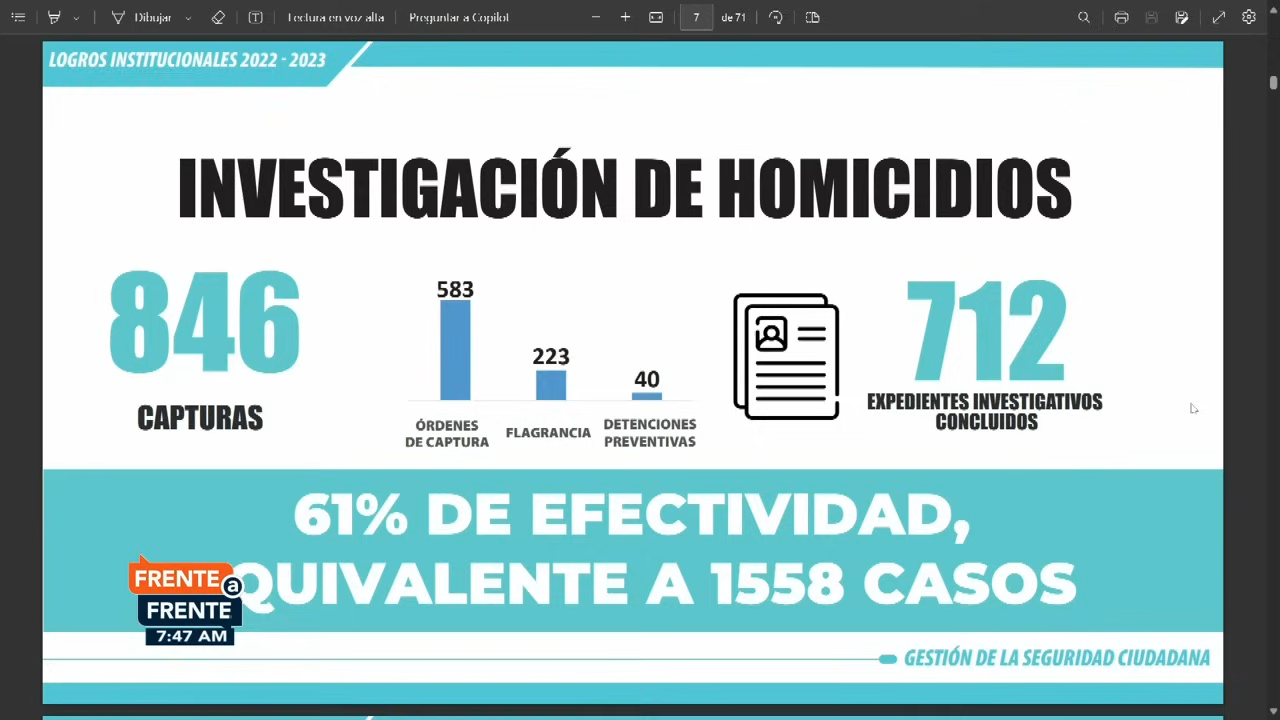 Dibujar
Lectura en voz alta
Preguntar a Copilot
7
de 71
LOGROS INSTITUCIONALES 2022 - 2023
INVESTIGACIÓN DE HOMICIDIOS
846
CAPTURAS
583
223
40
ÓRDENES
DE CAPTURA
FLAGRANCIA
DETENCIONES
PREVENTIVAS
712
EXPEDIENTES INVESTIGATIVOS
CONCLUIDOS
61% DE EFECTIVIDAD,
QUIVALENTE A 1558 CASOS
FRENTE
a
FRENTE
7:47 AM
GESTIÓN DE LA SEGURIDAD CIUDADANA